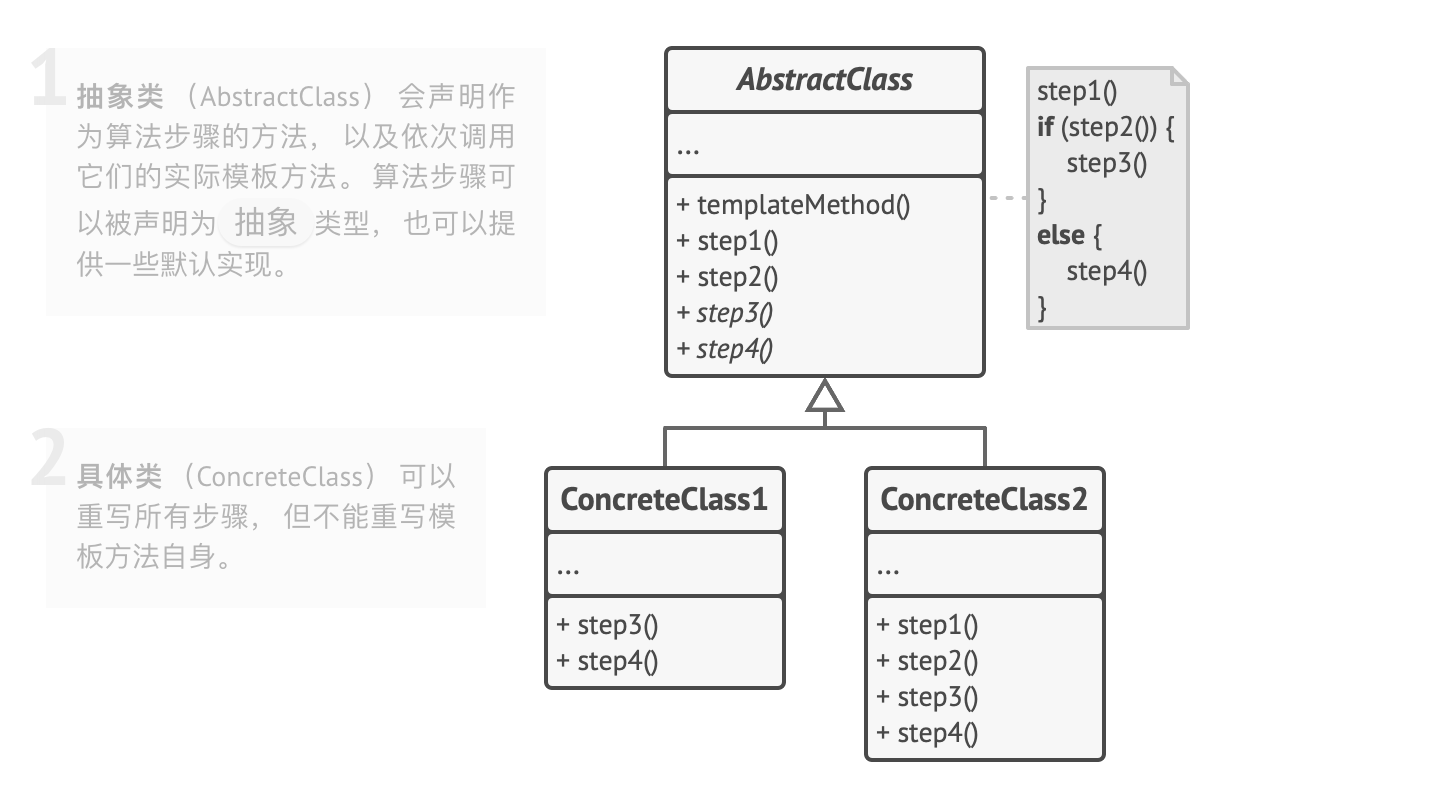 1
抽象类 （AbstractClass） 会声明作
为算法步骤的方法， 以及依次调用
它们的实际模板方法。 算法步骤可
以被声明为 抽象 类型， 也可以提
供一些默认实现。
AbstractClass
...
+ templateMethod()
+ step1()
+ step2()
+ step3()
+ step4()
step1()
if (step2()) {
step3()
}
else {
step4()
}
2
具体类 （ConcreteClass） 可以
重写所有步骤， 但不能重写模
板方法自身。
ConcreteClass1
...
+ step3()
+ step4()
ConcreteClass2
...
+ step1()
+ step2()
+ step3()
+ step4()